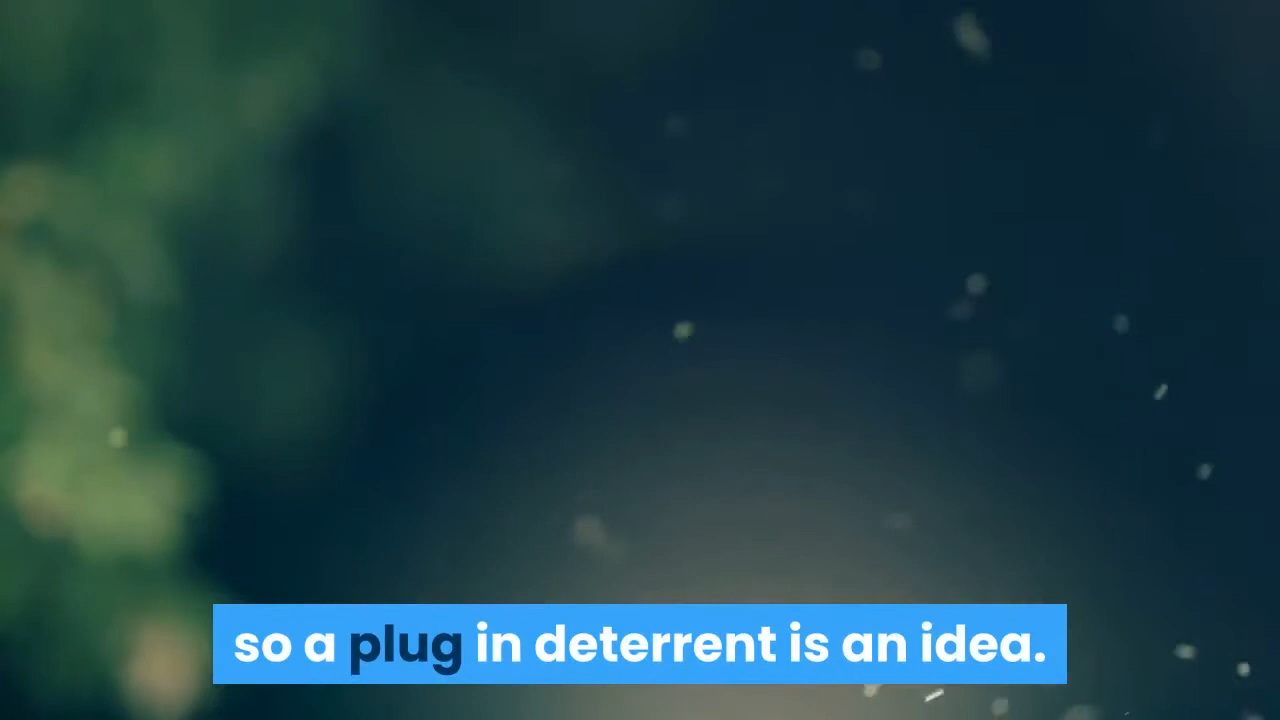 so a plug in deterrent is an idea.